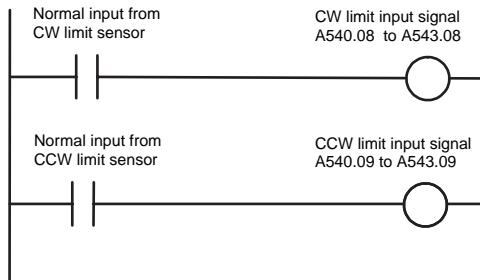 Normal input from
CW limit sensor
CW limit input signal
A540.08 to A543.08
Normal input from
CCW limit sensor
CCW limit input signal
A540.09 to A543.09